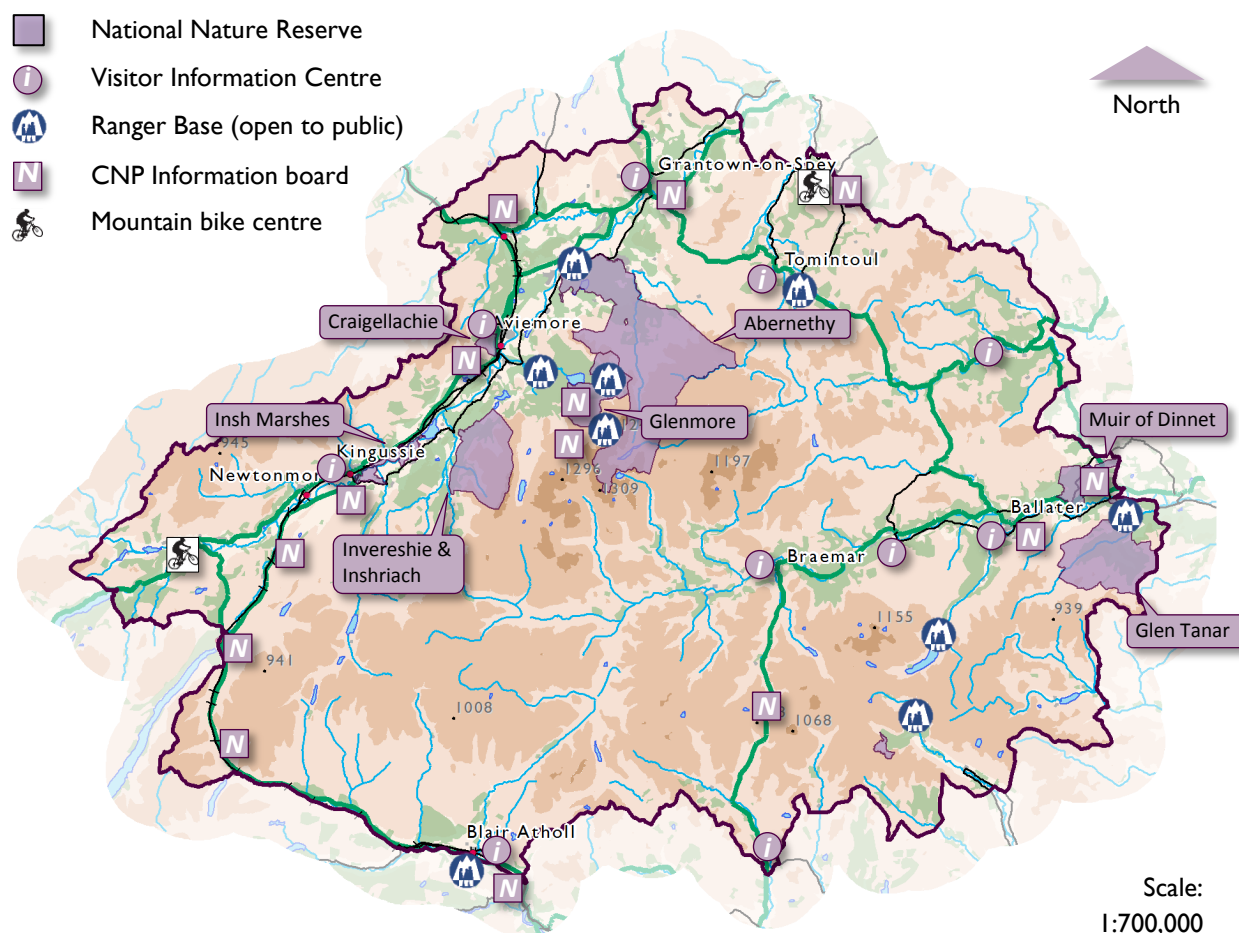 National Nature Reserve
Visitor Information Centre
Ranger Base (open to public)
CNP Information board
Mountain bike centre
North
Grantown-on-Spey
N
N
N
Tomintoul
Craigellachie
Aviemore
Abernethy
N
N
Glenmore
Insh Marshes
Muir of Dinnet
945
Kingussie
N
1197
Newtonmor
1296
1309
N
N
Ballater
Invereshie &
Inshriach
N
Braemar
N
939
1155
Glen Tanar
N
941
1008
N
1068
N
Blair Atholl
N
Scale:
1:700,000